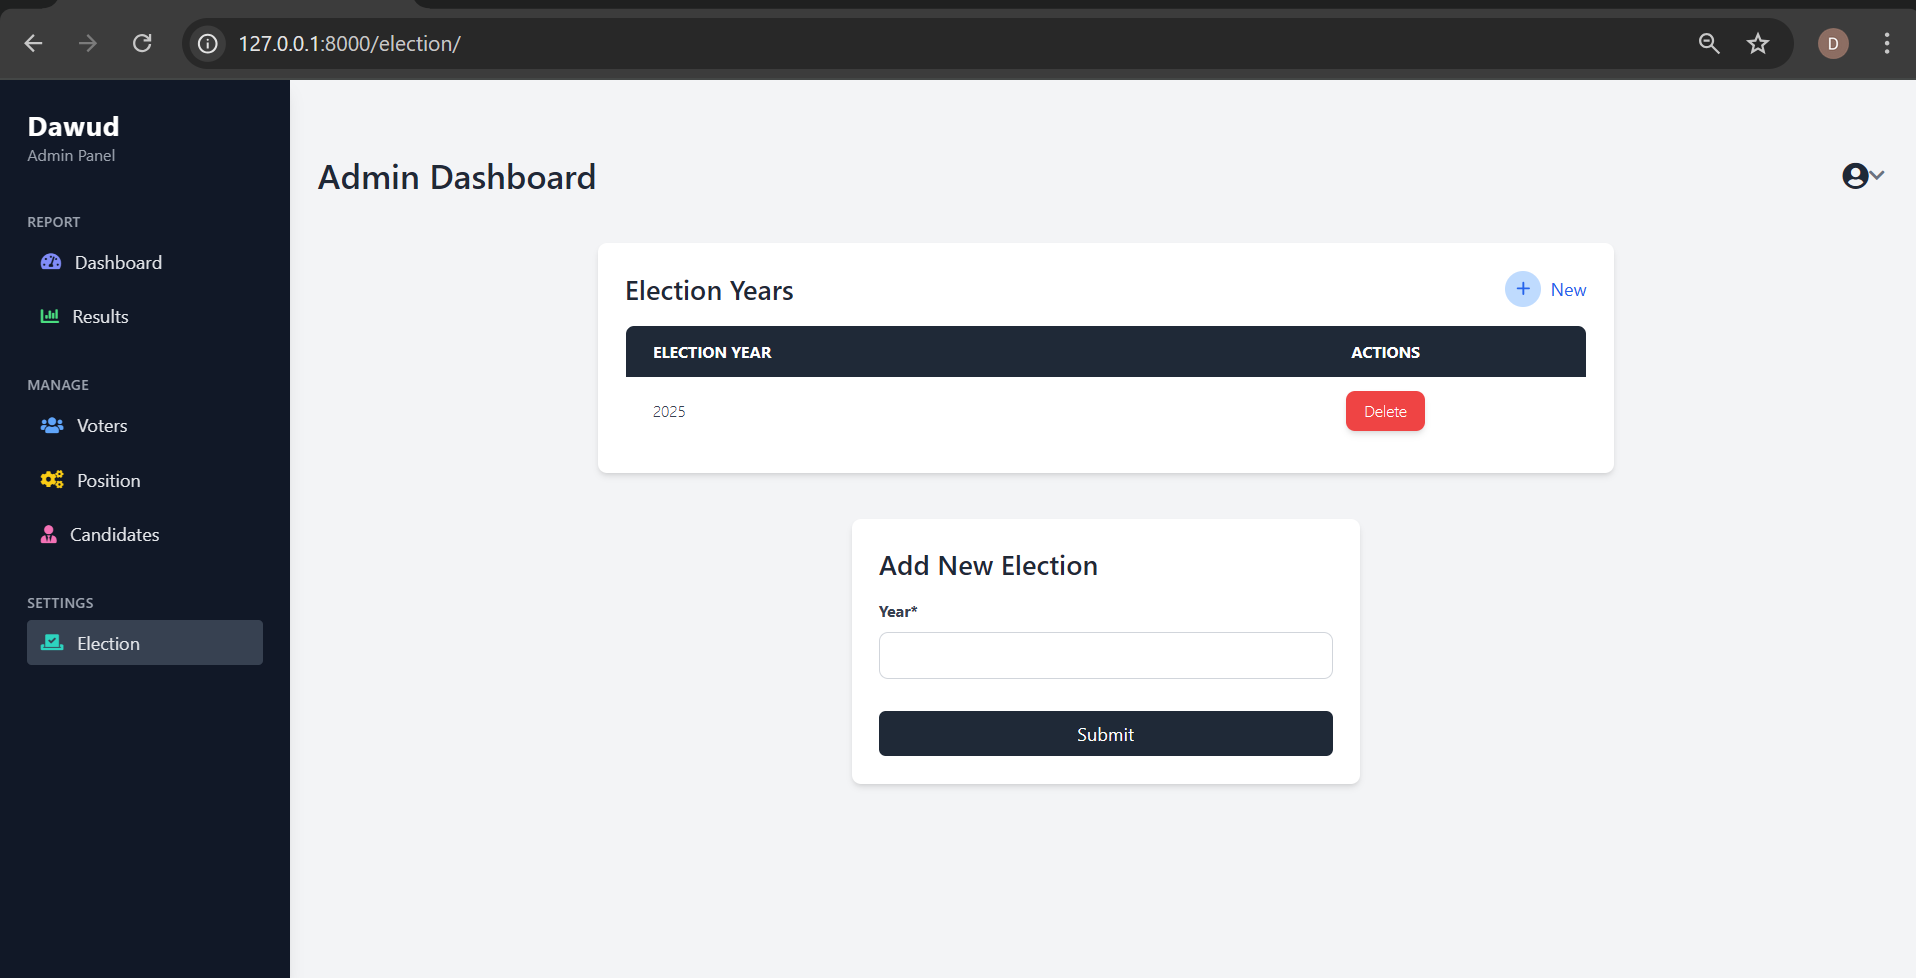 127.0.0.1:8000/election/
D
Dawud
Admin Panel
REPORT
Dashboard
Results
MANAGE
Voters
Position
Candidates
SETTINGS
Election
Admin Dashboard
Election Years
+ New
ELECTION YEAR ACTIONS
2025 Delete
Add New Election
Year*
Submit